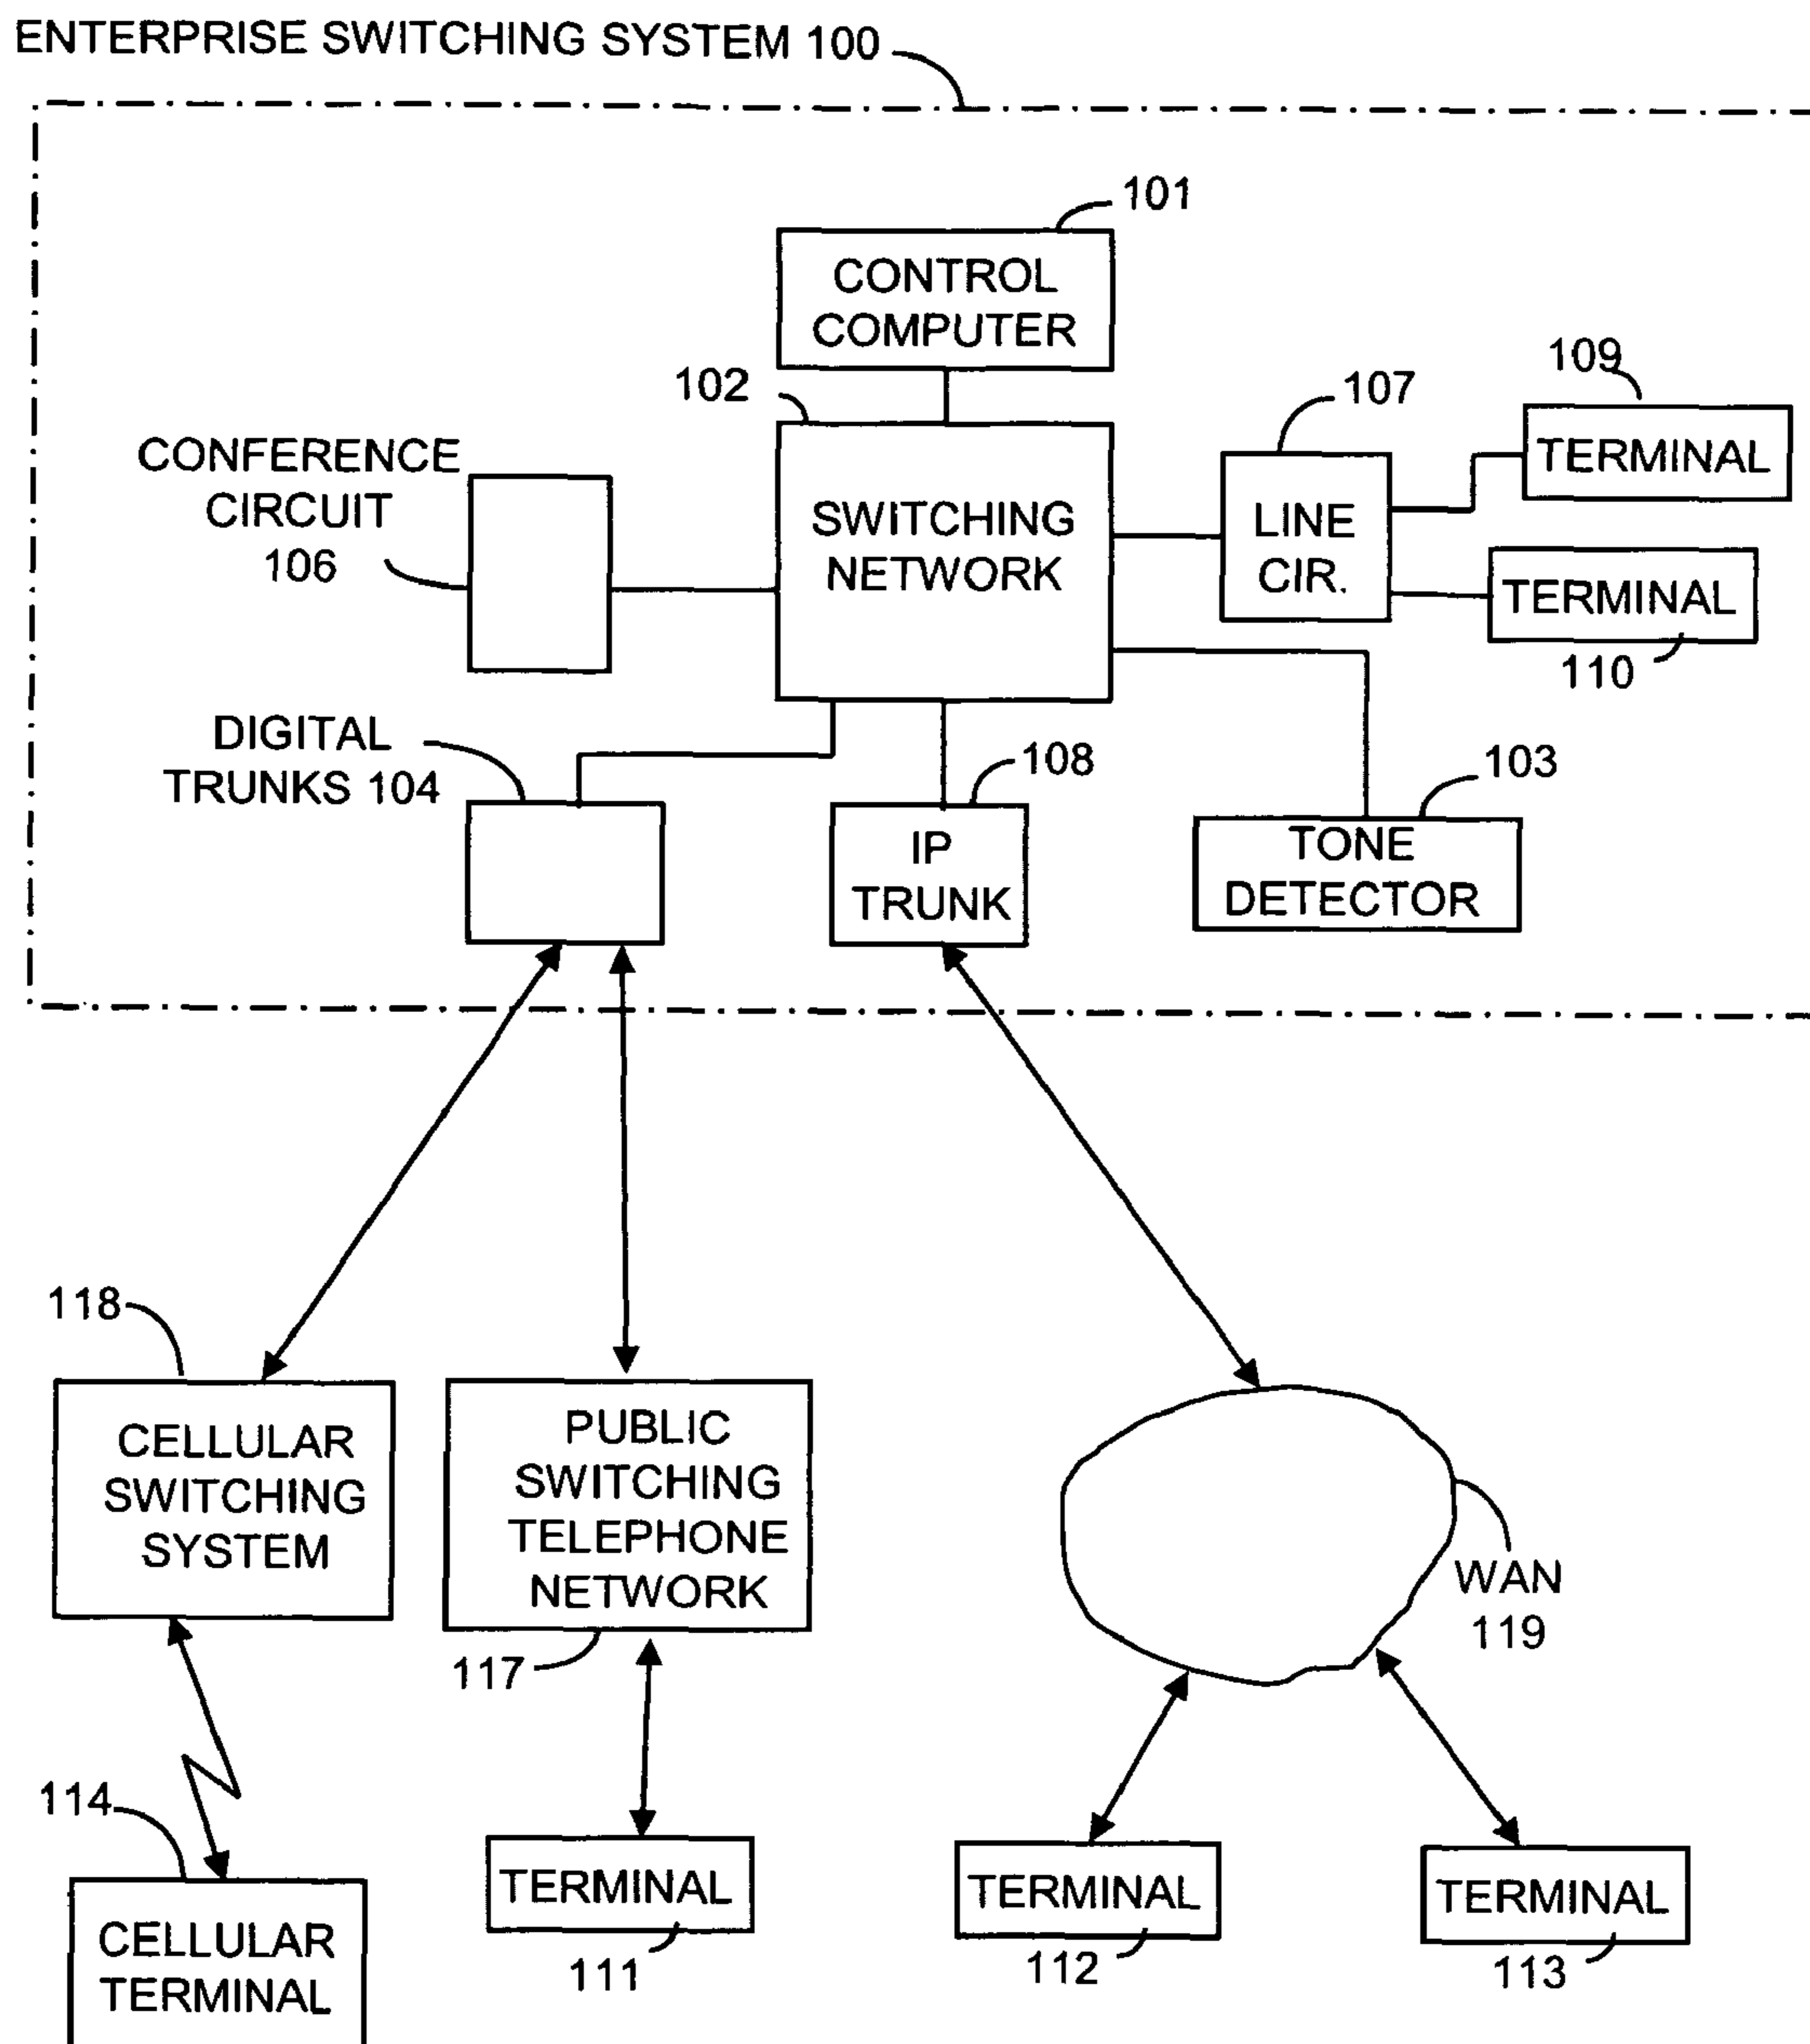 ENTERPRISE SWITCHING SYSTEM 100
101
CONTROL
COMPUTER
102
107
109
TERMINAL
CONFERENCE
CIRCUIT
106
SWITCHING
NETWORK
LINE
CIR.
TERMINAL
110
DIGITAL
TRUNKS 104
108
IP
TRUNK
103
TONE
DETECTOR
118
CELLULAR
SWITCHING
SYSTEM
PUBLIC
SWITCHING
TELEPHONE
NETWORK
117
WAN
119
114
CELLULAR
TERMINAL
TERMINAL
111
TERMINAL
112
TERMINAL
113